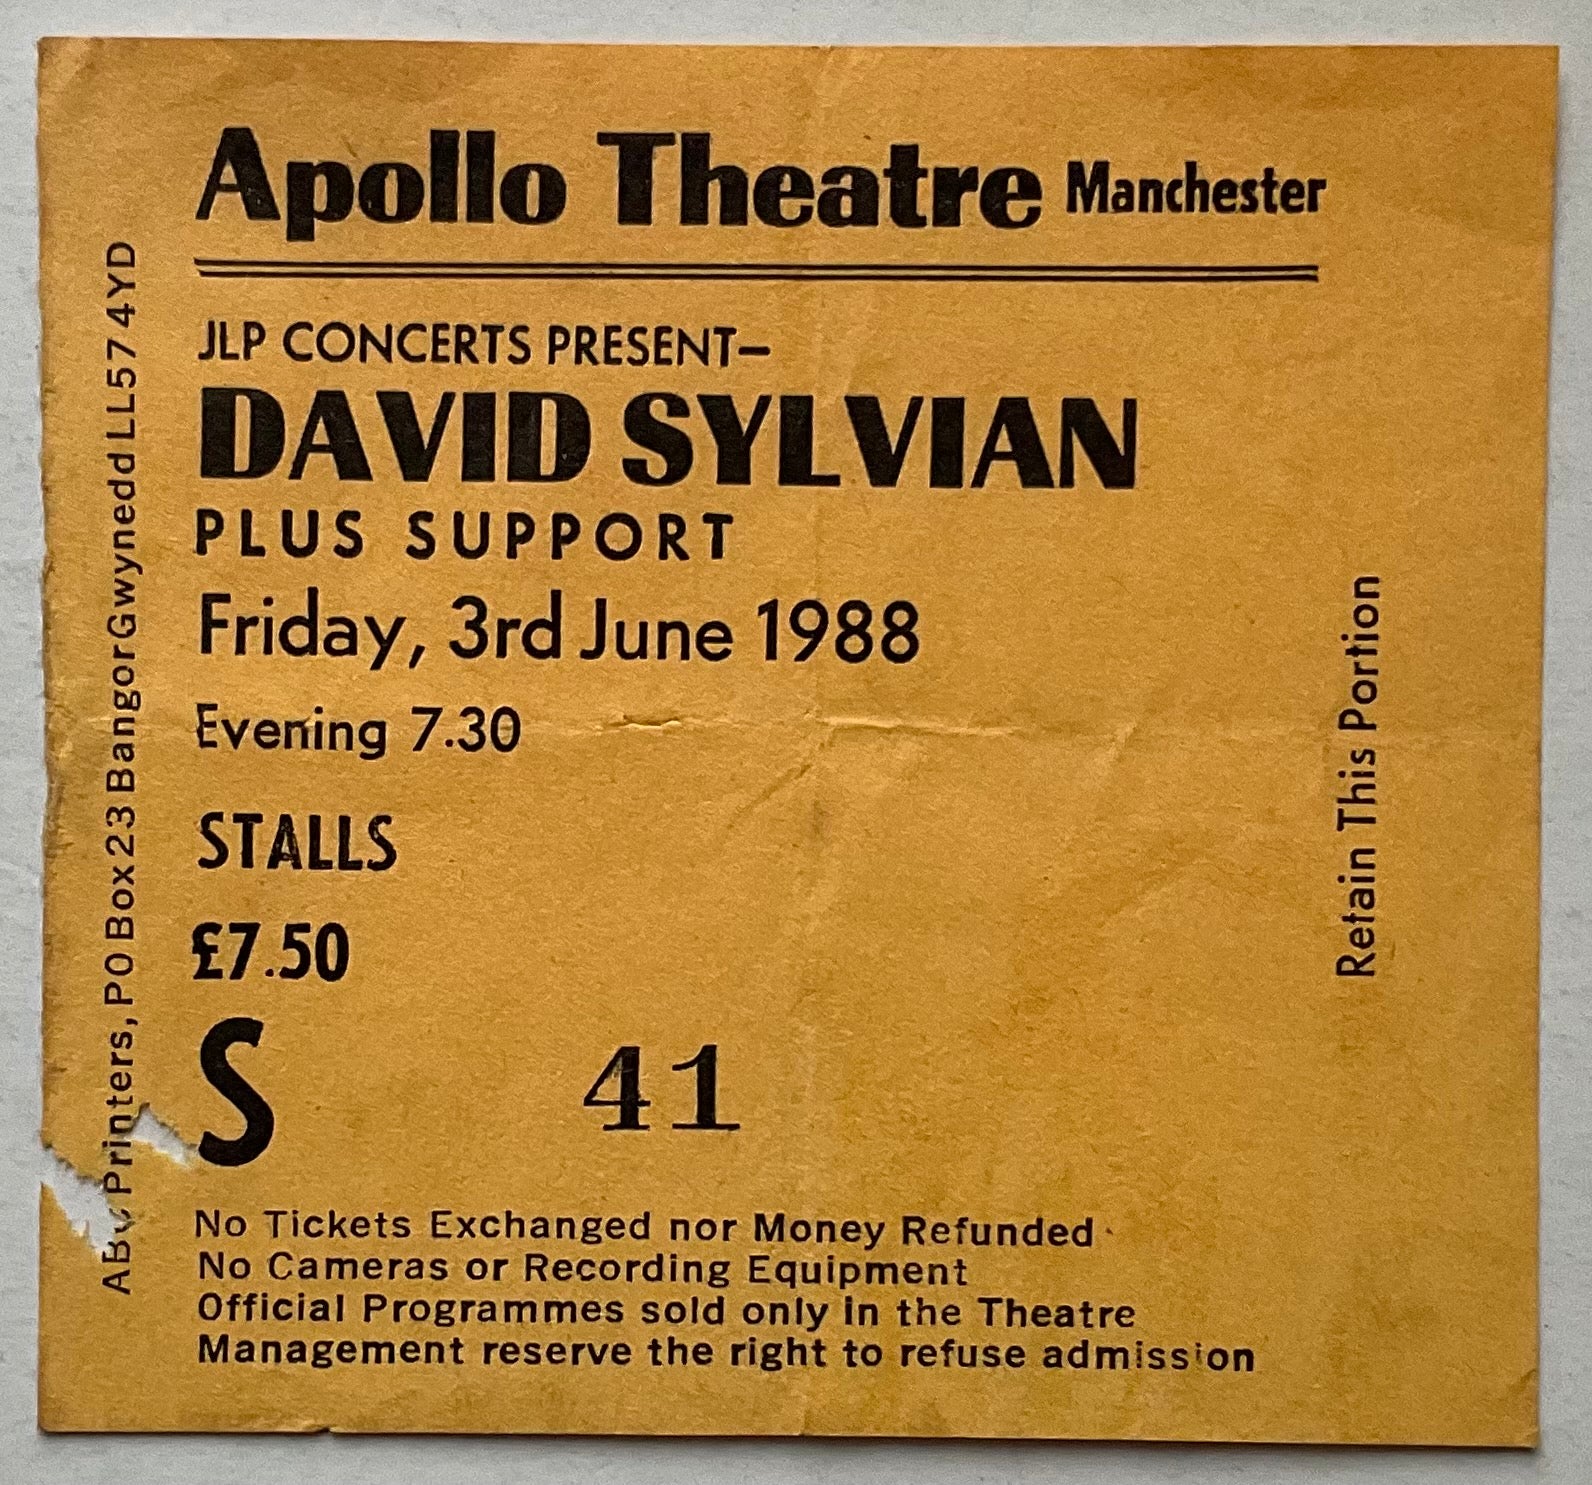 Apollo Theatre Manchester
JLP CONCERTS PRESENT–
DAVID SYLVIAN
PLUS SUPPORT
Friday, 3rd June 1988
Evening 7.30
STALLS
£7.50
S 41
No Tickets Exchanged nor Money Refunded
No Cameras or Recording Equipment
Official Programmes sold only in the Theatre
Management reserve the right to refuse admission
Printers, PO Box 23 Bangor Gwynedd LL57 4YD
Retain This Portion